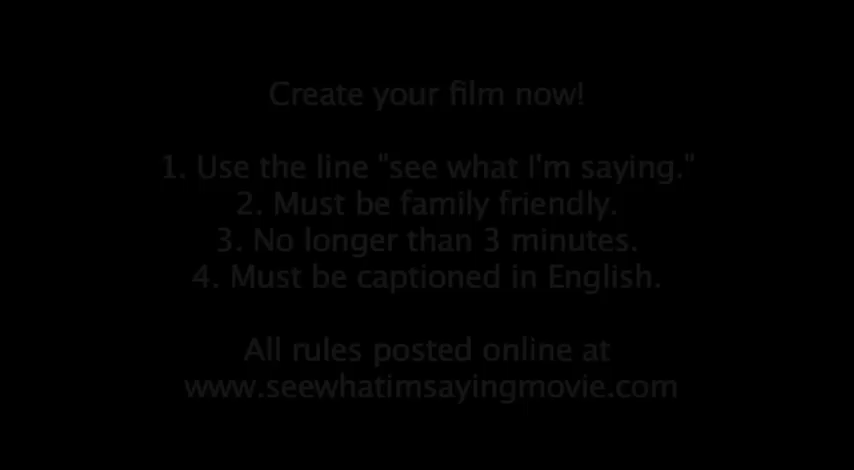 Create your film now!
1. Use the line "see what I'm saying."
2. Must be family friendly.
3. No longer than 3 minutes.
4. Must be captioned in English.
All rules posted online at
www.seewhatimsayingmovie.com